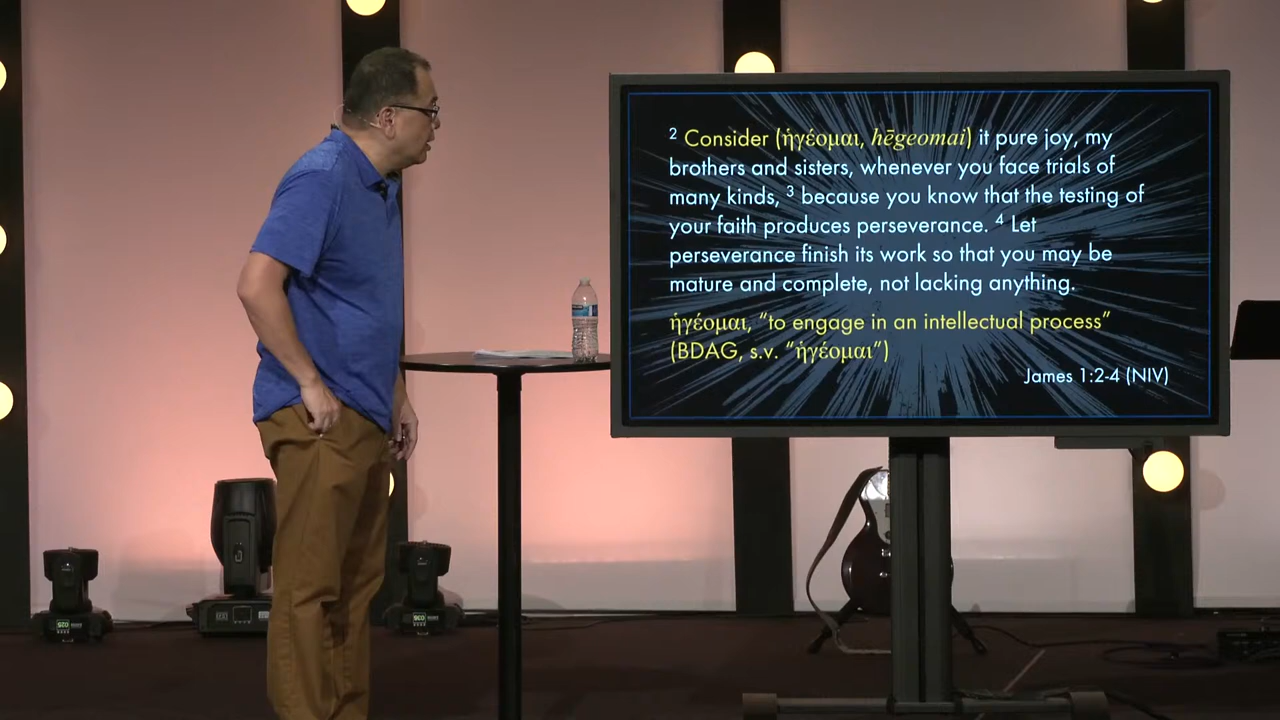 ² Consider (ἡγέομαι, hēgeomai) it pure joy, my
brothers and sisters, whenever you face trials of
many kinds, ³ because you know that the testing of
your faith produces perseverance. ⁴ Let
perseverance finish its work so that you may be
mature and complete, not lacking anything.
ἡγέομαι, “to engage in an intellectual process”
(BDAG, s.v. “ἡγέομαι”)
James 1:2-4 (NIV)